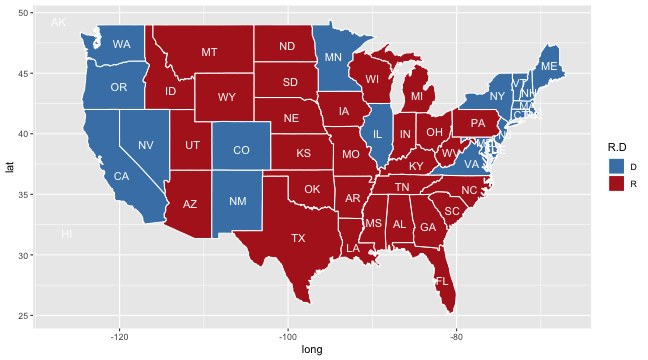 50
45
40
35
30
25
lat
AK
HI
WA
OR
CA
NV
ID
MT
WY
UT
AZ
CO
NM
ND
SD
NE
KS
OK
TX
MN
IA
MO
AR
LA
WI
IL
MI
IN
OH
KY
TN
MS
AL
GA
FL
SC
NC
WV
VA
PA
NY
VT
NH
ME
CT
-120
-100
-80
long
R.D
D
R